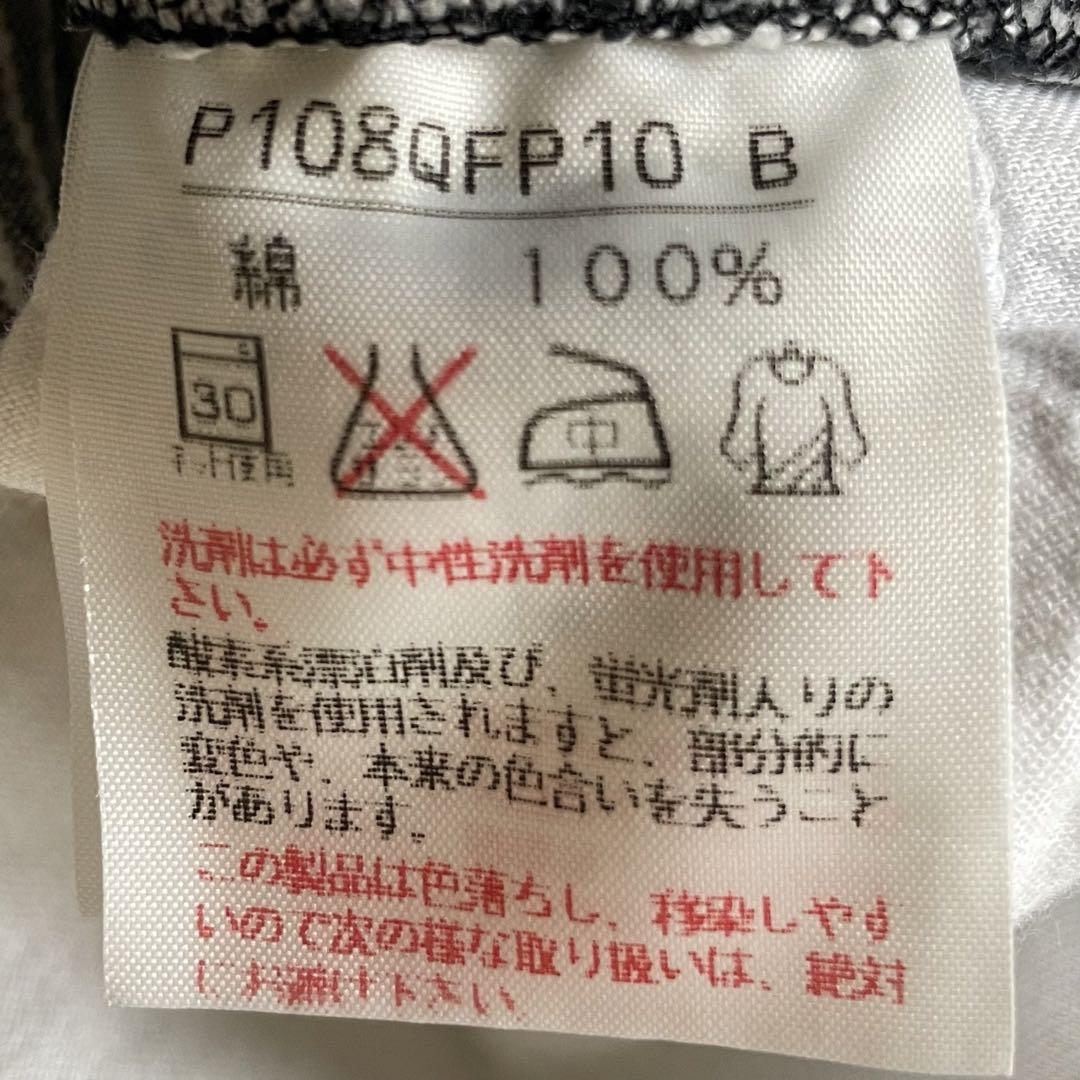 P108QFP10 B
綿 100%
30 中
ネット使用
洗剤は必ず中性洗剤を使用して下
さい。
酸素系漂白剤及び、蛍光剤入りの
洗剤を使用されますと、部分的に
変色や、本来の色合いを失うこと
があります。
この製品は色落ちし、移染しやす
いので次の様な取り扱いは、絶対
にお避け下さい。